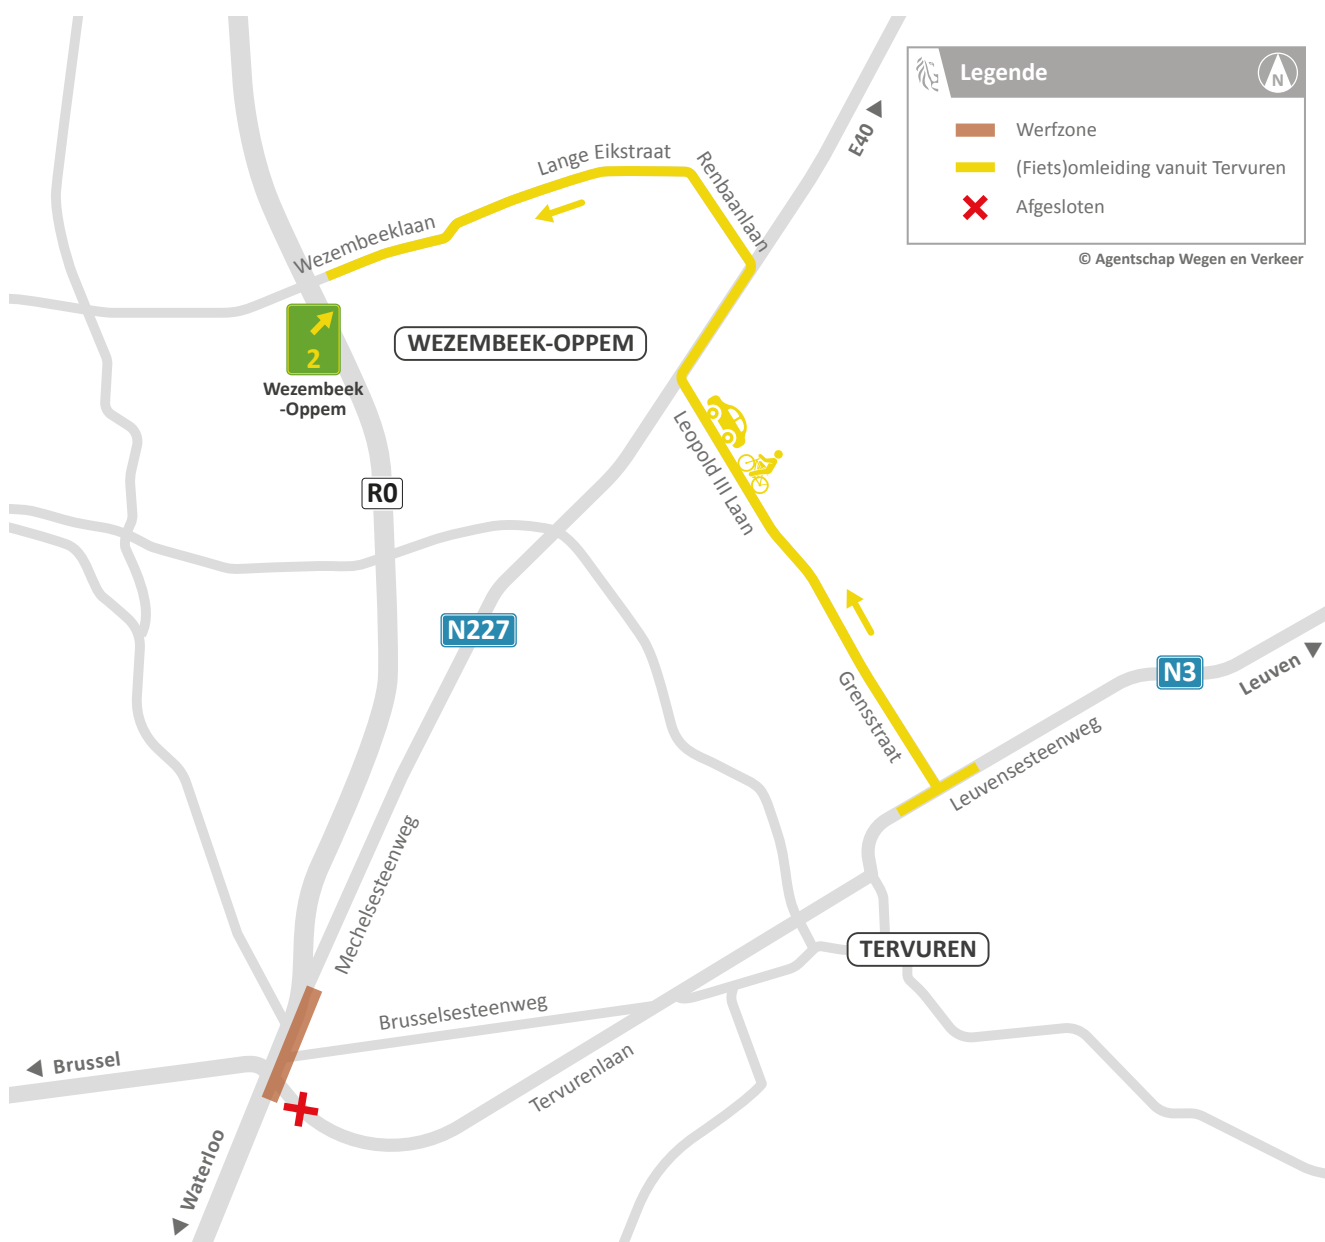 Legende
N
Werfzone
(Fiets)omleiding vanuit Tervuren
Afgesloten
© Agentschap Wegen en Verkeer
E40
Lange Eikstraat
Renbaanlaan
Wezembeeklaan
2
Wezembeek
-Oppem
WEZEMBEEK-OPPEM
Leopold III Laan
R0
N227
N3
Leuven
Grensstraat
Leuvensesteenweg
Mechelsesteenweg
TERVUREN
Brusselsesteenweg
Brussel
Tervurenlaan
Waterloo